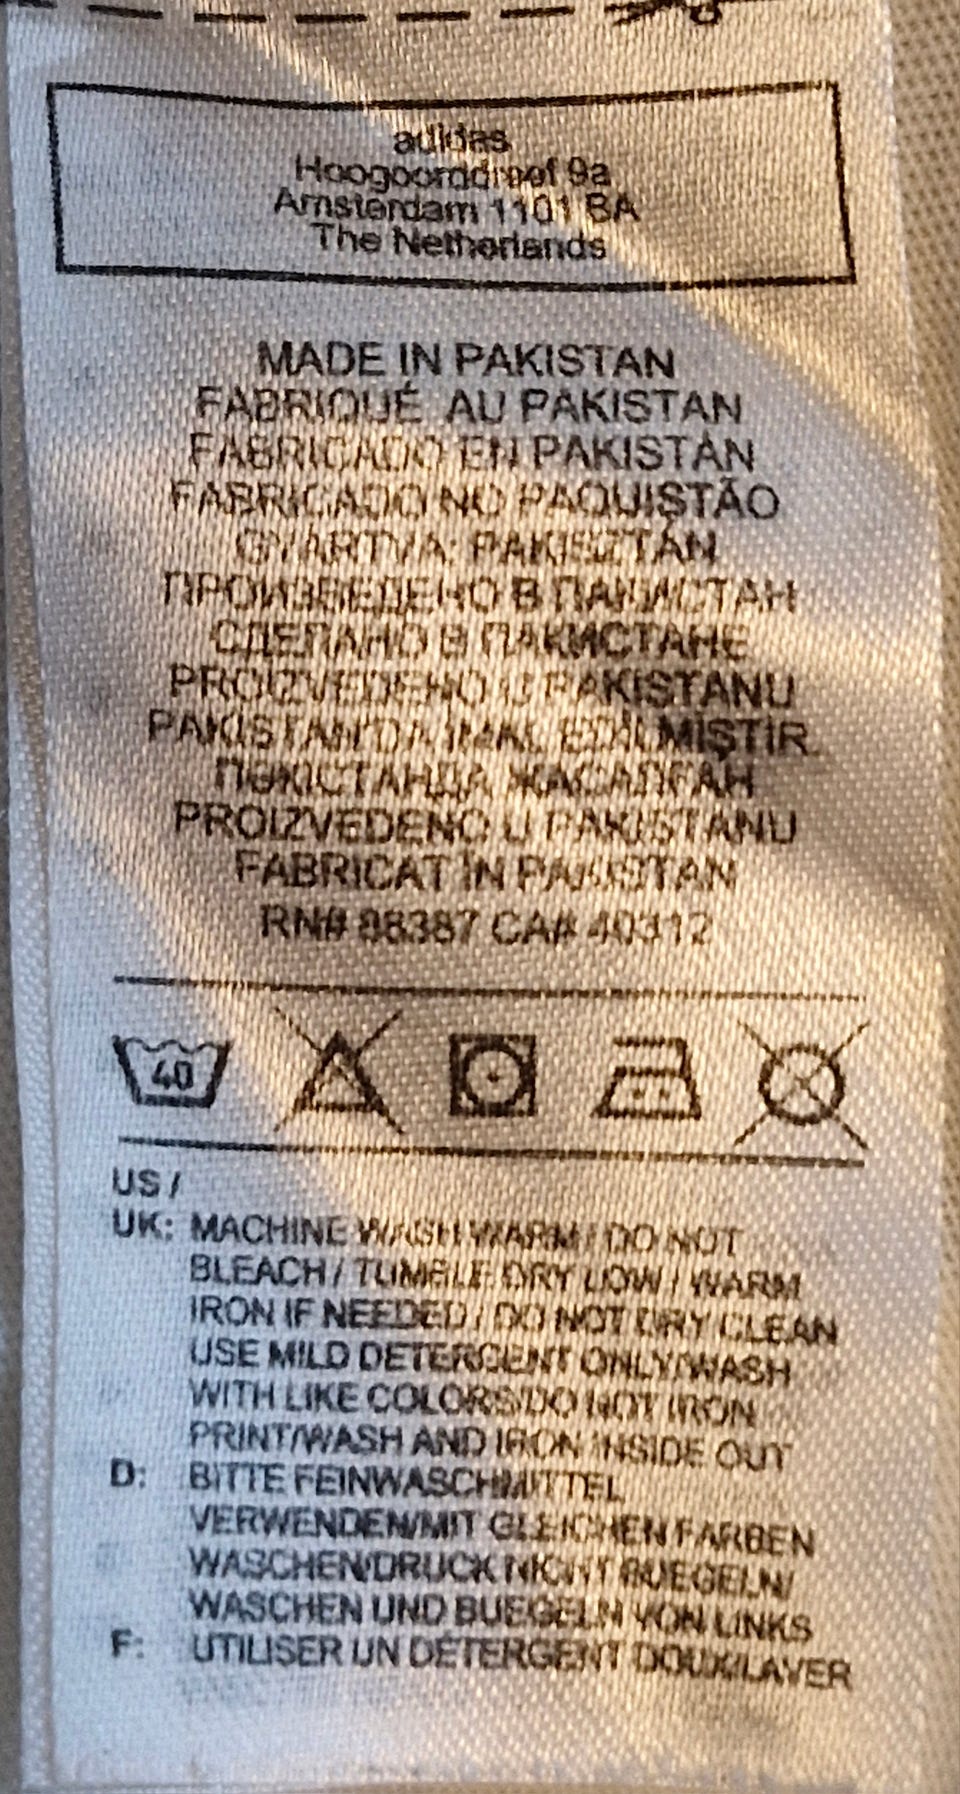 adidas
Hoogoorddreef 9a
Amsterdam 1101 BA
The Netherlands
MADE IN PAKISTAN
FABRIQUÉ AU PAKISTAN
FABRICADO EN PAKISTÁN
FABRICADO NO PAQUISTÃO
GYÁRTVA: PAKISZTÁN
ПРОИЗВЕДЕНО В ПАКИСТАН
СДЕЛАНО В ПАКИСТАНЕ
PROIZVEDENO U PAKISTANU
PAKISTAN'DA İMAL EDİLMİŞTİR.
ПӘКІСТАНДА ЖАСАЛҒАН
PROIZVEDENO U PAKISTANU
FABRICAT ÎN PAKISTAN
RN# 88387 CA# 40312
40
US /
UK: MACHINE WASH WARM / DO NOT
BLEACH / TUMBLE DRY LOW / WARM
IRON IF NEEDED / DO NOT DRY CLEAN
USE MILD DETERGENT ONLY/WASH
WITH LIKE COLORS/DO NOT IRON
PRINT/WASH AND IRON INSIDE OUT
D: BITTE FEINWASCHMITTEL
VERWENDEN/MIT GLEICHEN FARBEN
WASCHEN/DRUCK NICHT BUEGELN/
WASCHEN UND BUEGELN VON LINKS
F: UTILISER UN DÉTERGENT DOUX/LAVER